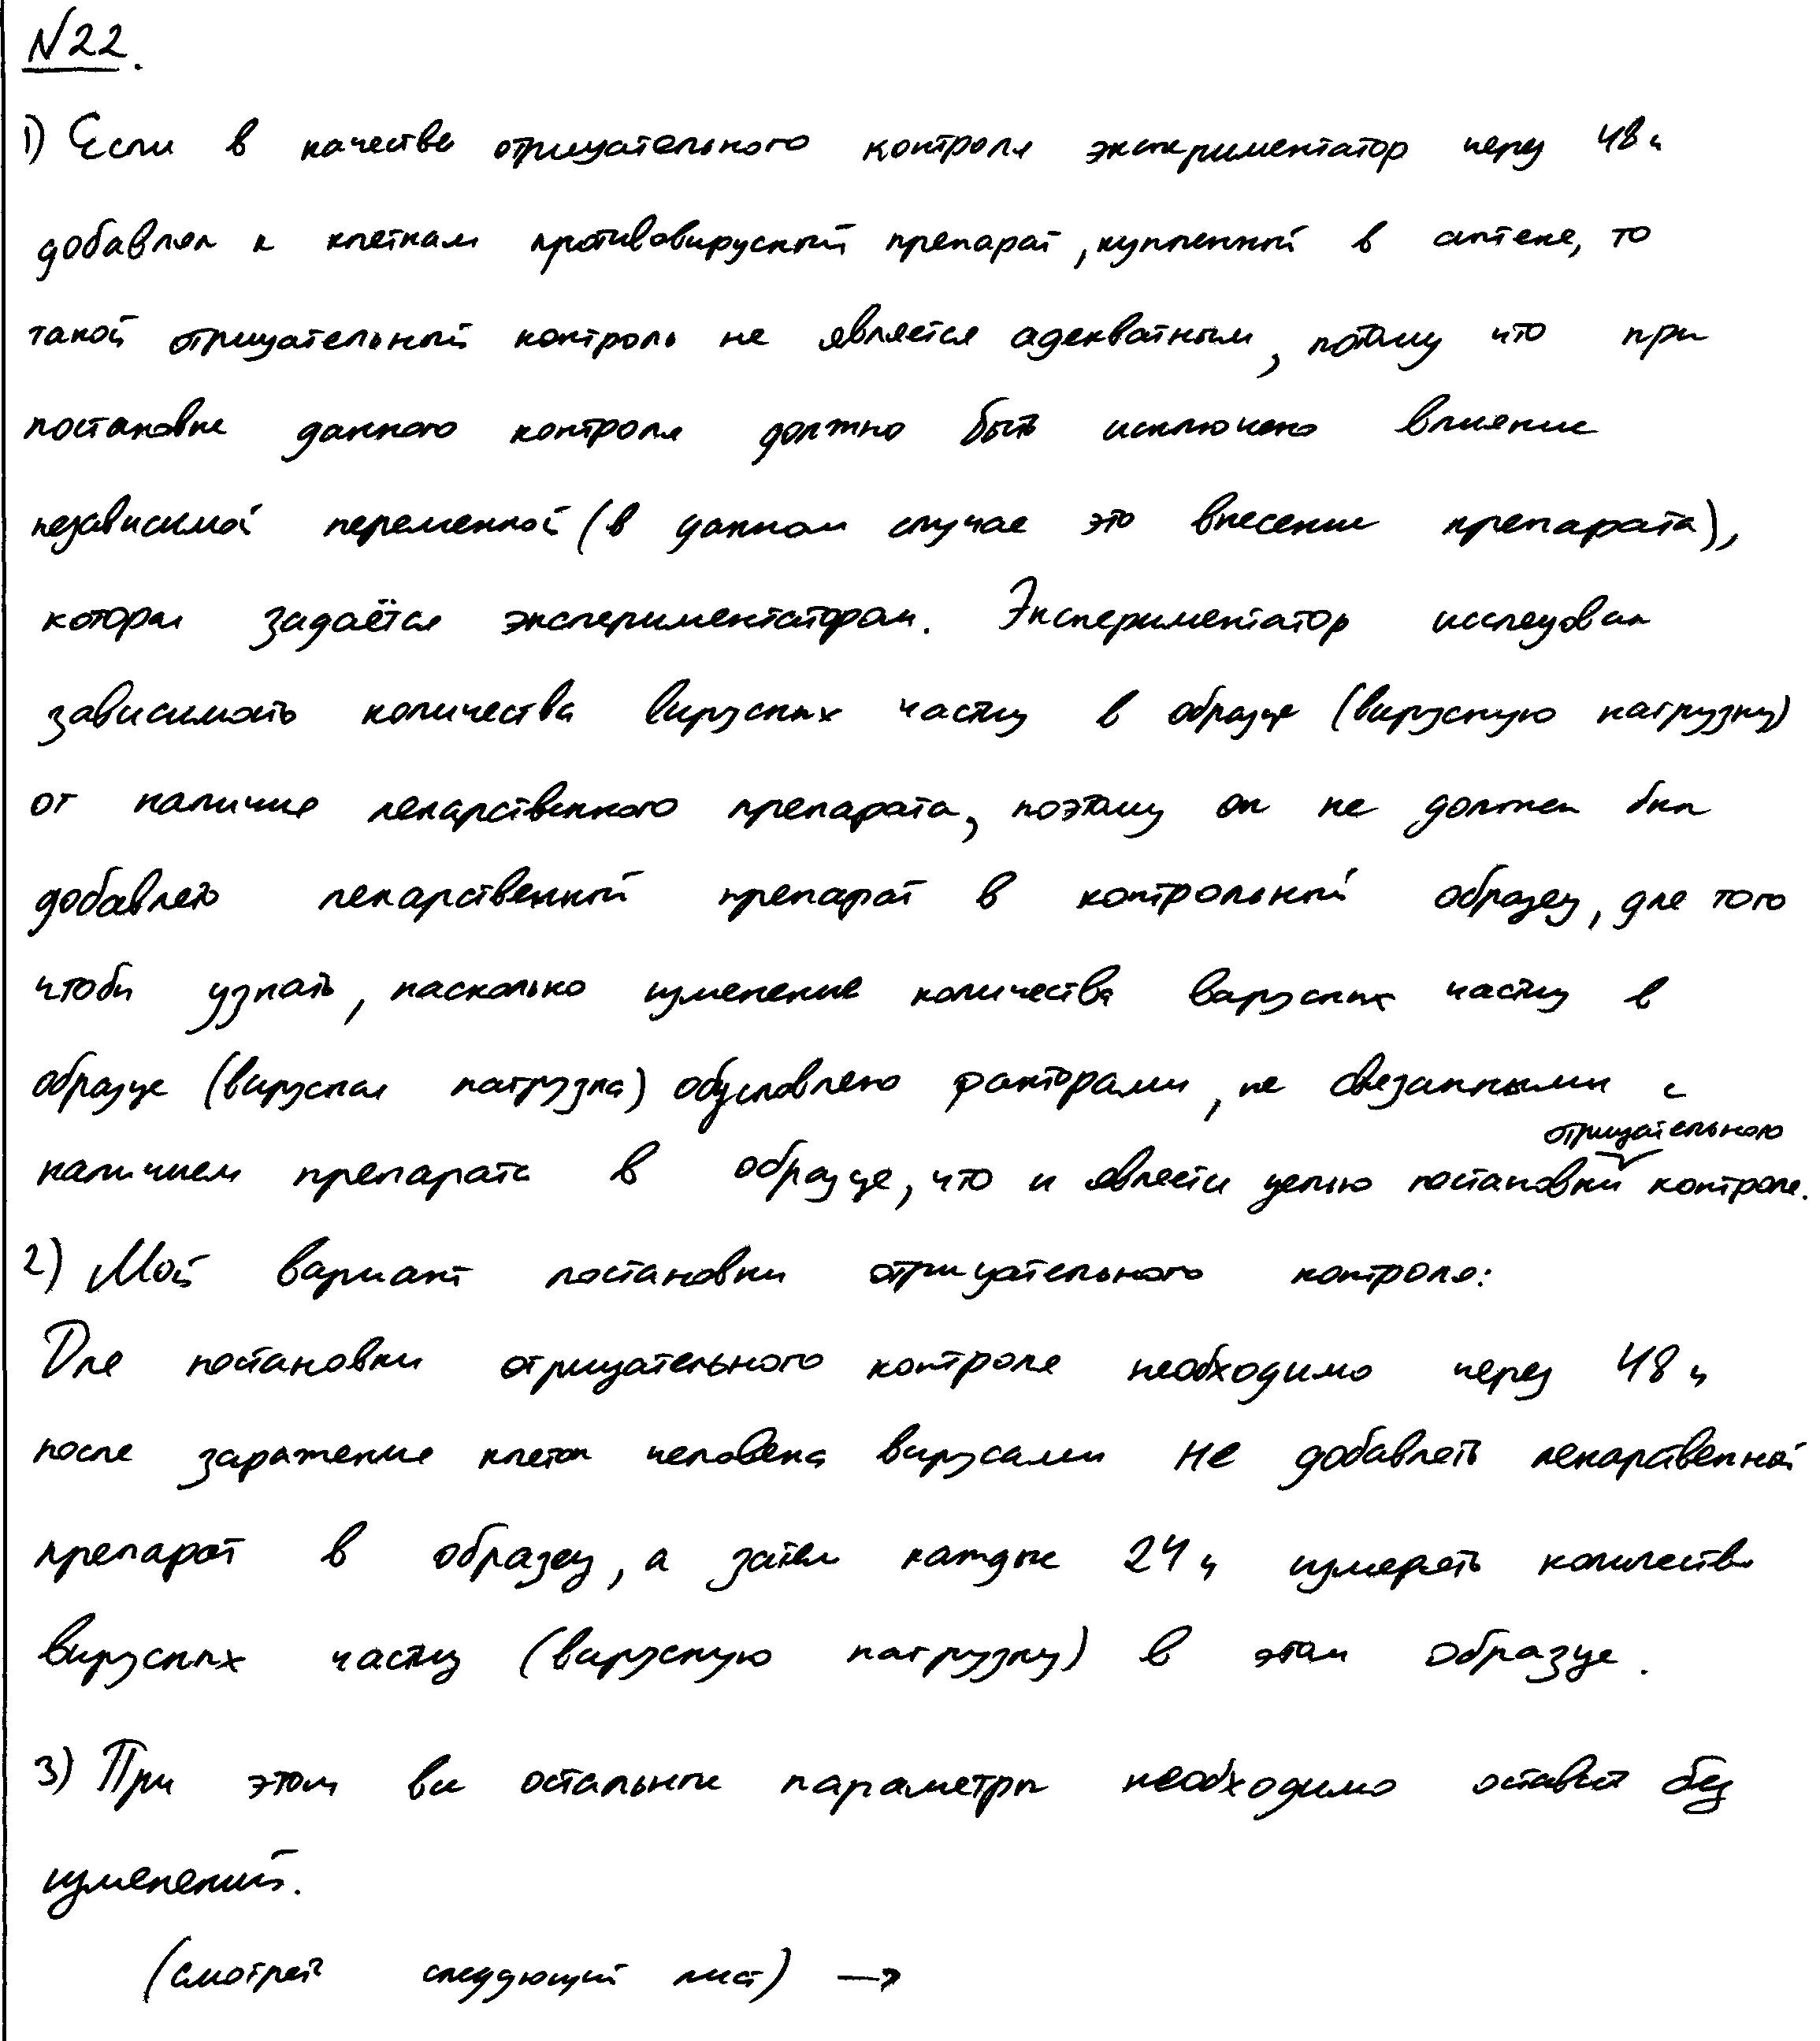 №22.
1) Если в качестве отрицательного контроля экспериментатор через 48 ч
добавлял к клеткам противовирусный препарат, купленный в аптеке, то
такой отрицательный контроль не является адекватным, потому что при
постановке данного контроля должно быть исключено влияние
независимой переменной (в данном случае это внесение препарата),
которая задаётся экспериментатором. Экспериментатор исследовал
зависимость количества вирусных частиц в образце (вирусную нагрузку)
от наличия лекарственного препарата, поэтому он не должен был
добавлять лекарственный препарат в контрольный образец, для того
чтобы узнать, насколько изменение количества вирусных частиц в
образце (вирусная нагрузка) обусловлено факторами, не связанными с
наличием препарата в образце, что и является целью постановки отрицательного контроля.
2) Мой вариант постановки отрицательного контроля:
Для постановки отрицательного контроля необходимо через 48 ч
после заражения клеток человека вирусами не добавлять лекарственный
препарат в образец, а затем каждые 24 ч измерять количество
вирусных частиц (вирусную нагрузку) в этом образце.
3) При этом все остальные параметры необходимо оставить без
изменений.
(смотреть следующий лист) →